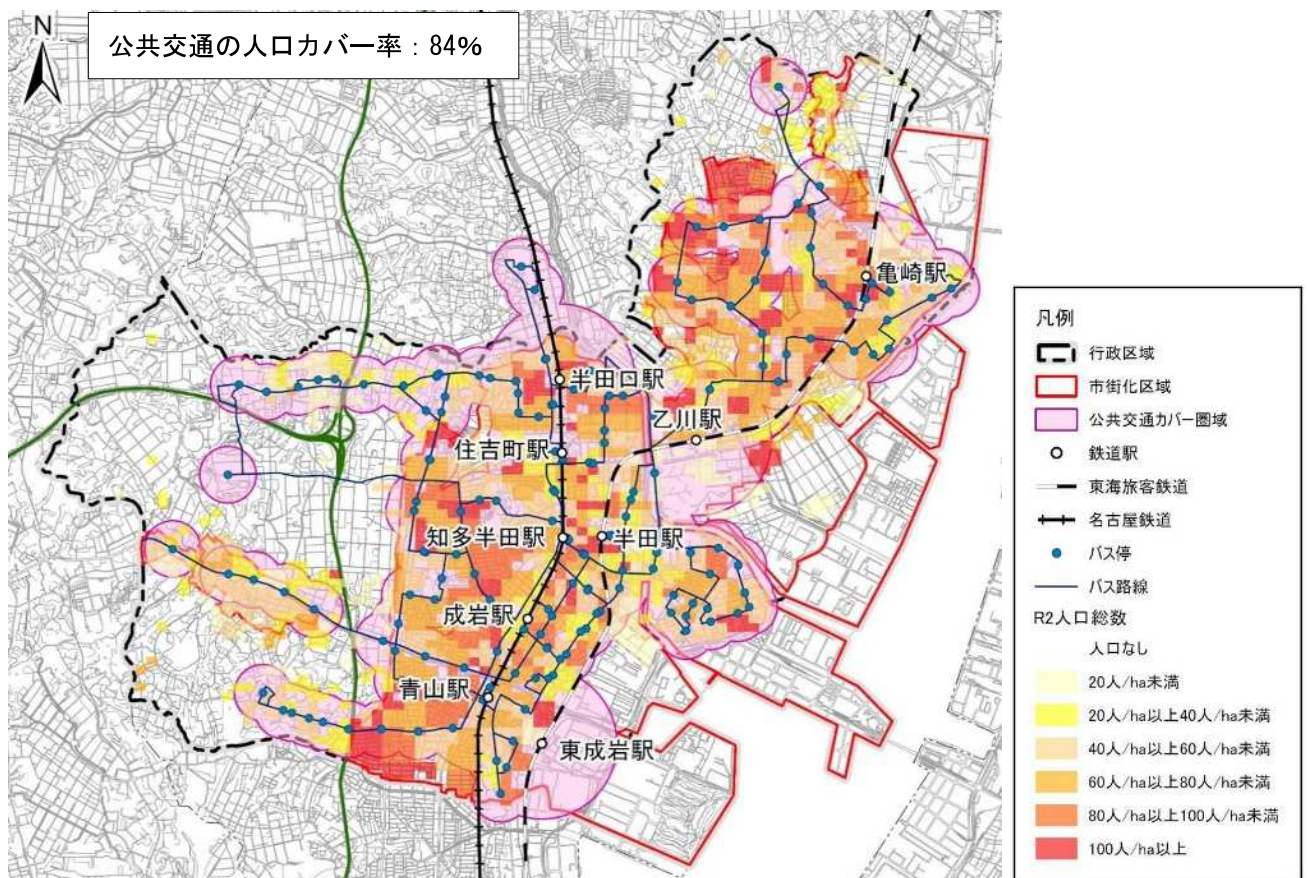 N
公共交通の人口カバー率：84%
亀崎駅
半田口駅
乙川駅
住吉町駅
知多半田駅
半田駅
成岩駅
青山駅
東成岩駅
凡例
行政区域
市街化区域
公共交通カバー圏域
鉄道駅
東海旅客鉄道
名古屋鉄道
バス停
バス路線
R2人口総数
人口なし
20人/ha未満
20人/ha以上40人/ha未満
40人/ha以上60人/ha未満
60人/ha以上80人/ha未満
80人/ha以上100人/ha未満
100人/ha以上